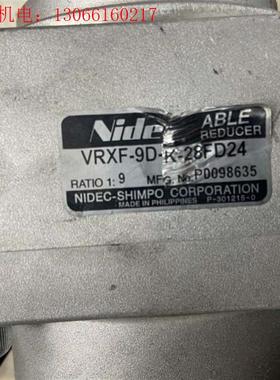 机电：13066160217
Nidec ABLE
REDUCER
VRXF-9D-K-28FD24
RATIO 1: 9 MFG. No P0098635
NIDEC-SHIMPO CORPORATION
MADE IN PHILIPPINES P-301215-0